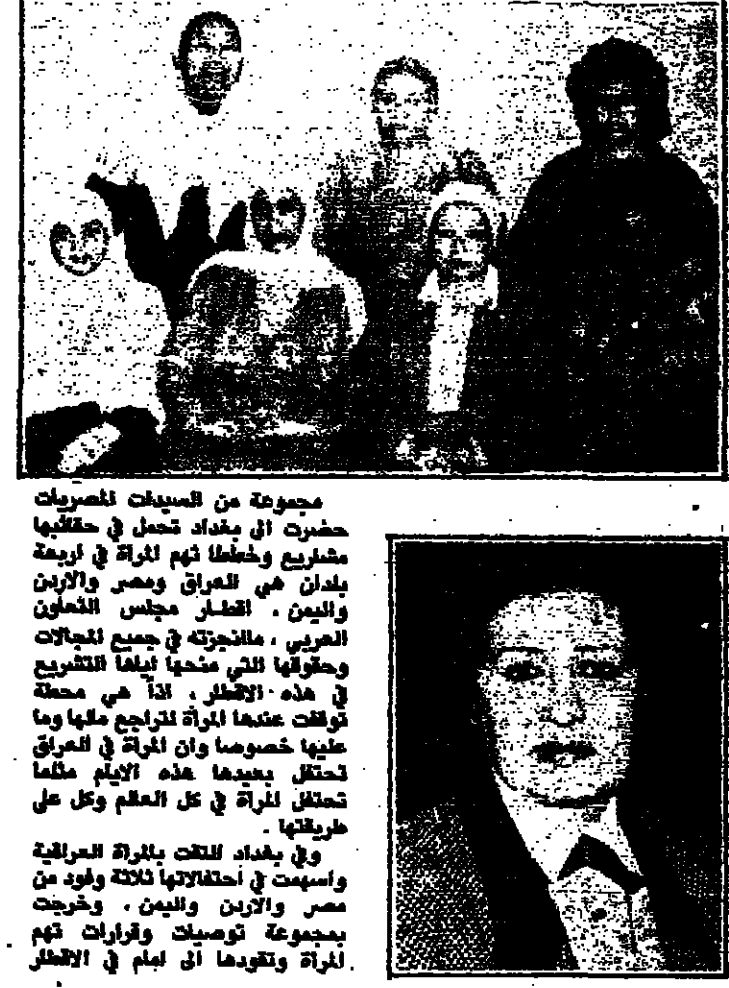 مجموعة من السيدات المصريات
حضرت الى بغداد تحمل في حقائبها
مشاريع وخططا تهم المرأة في اربعة
بلدان هي العراق ومصر والاردن
واليمن ، اقطار مجلس التعاون
العربي ، ماانجزته في جميع المجالات
وحقوقها التي منحها اياها التشريع
في هذه الاقطار ، اذاً هي محطة
توقفت عندها المرأة لتراجع مالها وما
عليها خصوصا وان المرأة في العراق
تحتفل بعيدها هذه الايام مثلما
تحتفل المرأة في كل العالم وكل على
طريقتها .
وفي بغداد التقت بالمرأة العراقية
واسهمت في احتفالاتها ثلاثة وفود من
مصر والاردن واليمن ، وخرجت
بمجموعة توصيات وقرارات تهم
المرأة وتقودها الى امام في الاقطار